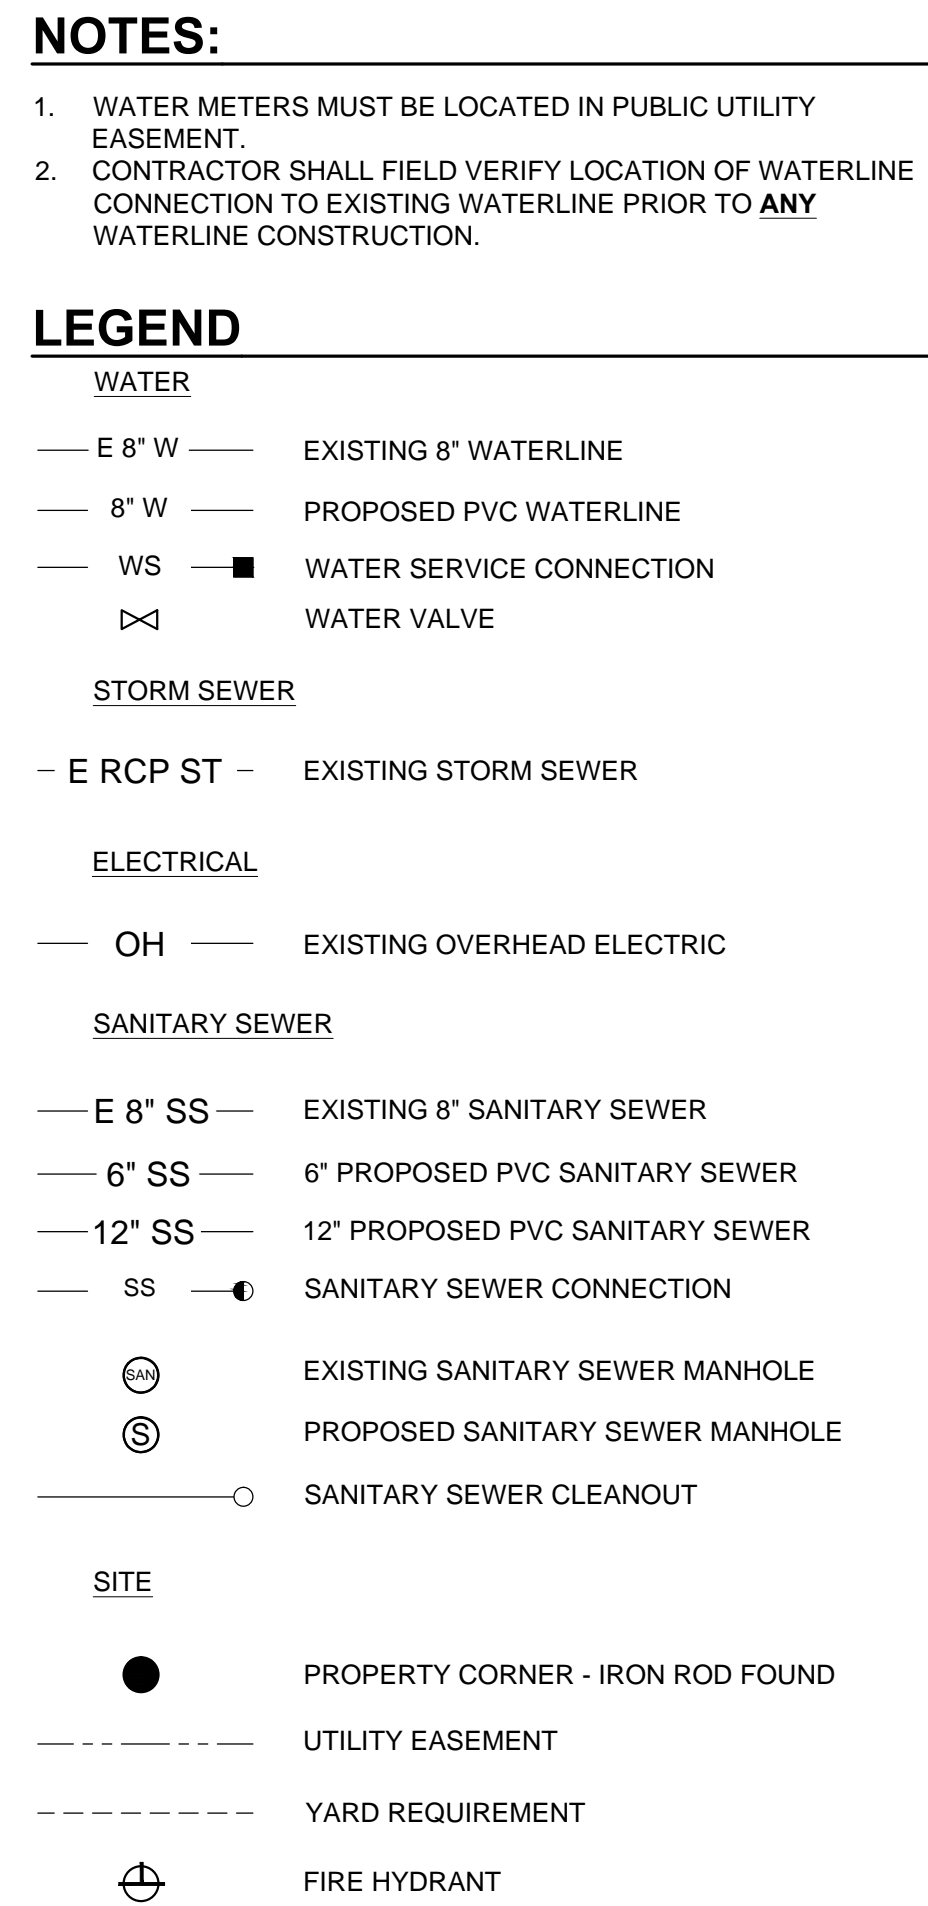 NOTES:
1. WATER METERS MUST BE LOCATED IN PUBLIC UTILITY
EASEMENT.
2. CONTRACTOR SHALL FIELD VERIFY LOCATION OF WATERLINE
CONNECTION TO EXISTING WATERLINE PRIOR TO ANY
WATERLINE CONSTRUCTION.
LEGEND
WATER
E 8" W EXISTING 8" WATERLINE
8" W PROPOSED PVC WATERLINE
WS WATER SERVICE CONNECTION
WATER VALVE
STORM SEWER
E RCP ST EXISTING STORM SEWER
ELECTRICAL
OH EXISTING OVERHEAD ELECTRIC
SANITARY SEWER
E 8" SS EXISTING 8" SANITARY SEWER
6" SS 6" PROPOSED PVC SANITARY SEWER
12" SS 12" PROPOSED PVC SANITARY SEWER
SS SANITARY SEWER CONNECTION
SAN EXISTING SANITARY SEWER MANHOLE
S PROPOSED SANITARY SEWER MANHOLE
SANITARY SEWER CLEANOUT
SITE
PROPERTY CORNER - IRON ROD FOUND
UTILITY EASEMENT
YARD REQUIREMENT
FIRE HYDRANT